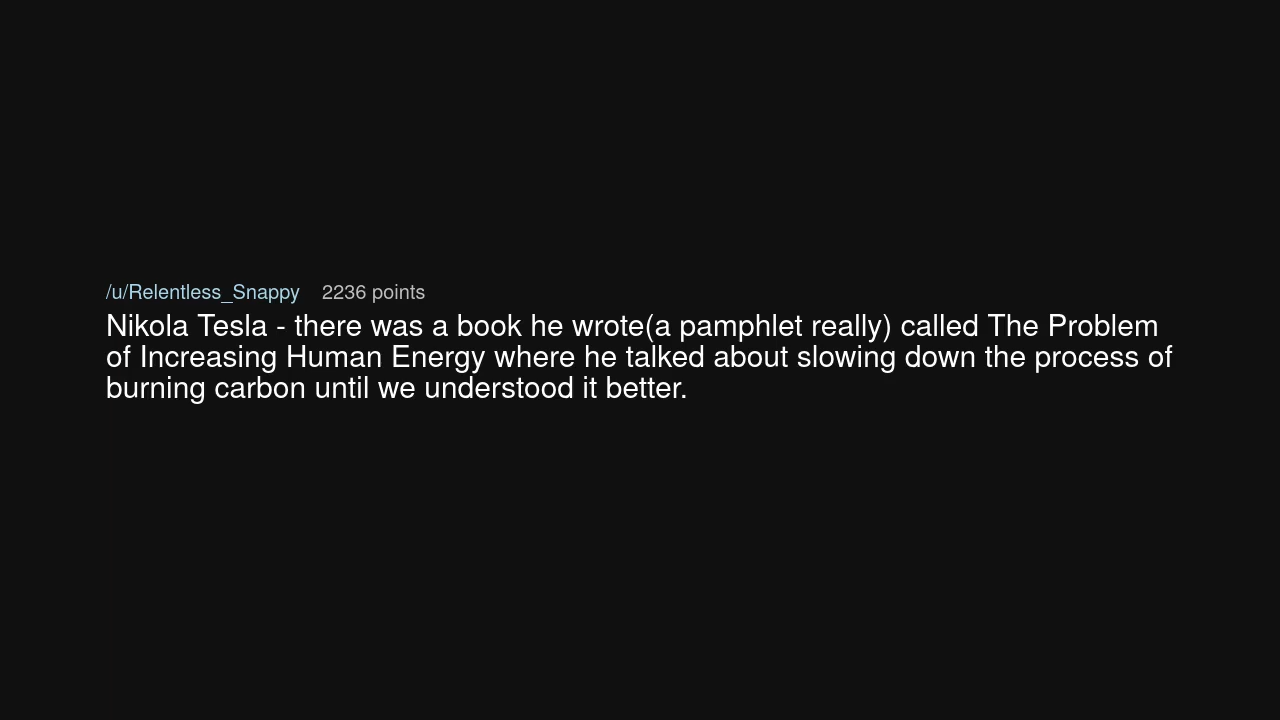 /u/Relentless_Snappy 2236 points
Nikola Tesla - there was a book he wrote(a pamphlet really) called The Problem
of Increasing Human Energy where he talked about slowing down the process of
burning carbon until we understood it better.